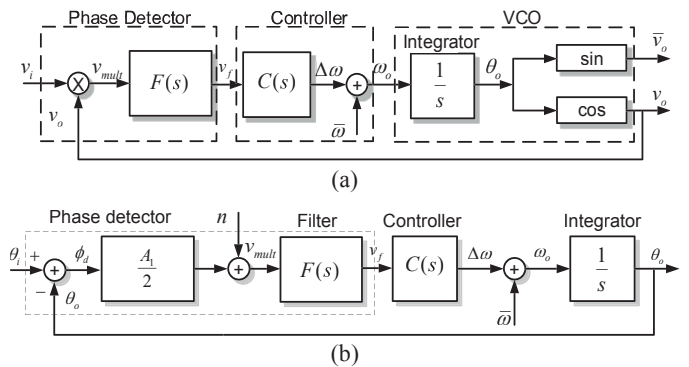 Phase Detector
Controller
VCO
v_i
v_mult
F(s)
v_f
C(s)
Δω
ω_o
Integrator
1/s
θ_o
sin
v̅_o
cos
v_o
v_o
ω̅
(a)
Phase detector
n
Filter
Controller
Integrator
θ_i
+
−
ϕ_d
A_1/2
v_mult
F(s)
v_f
C(s)
Δω
ω_o
1/s
θ_o
θ_o
ω̅
(b)